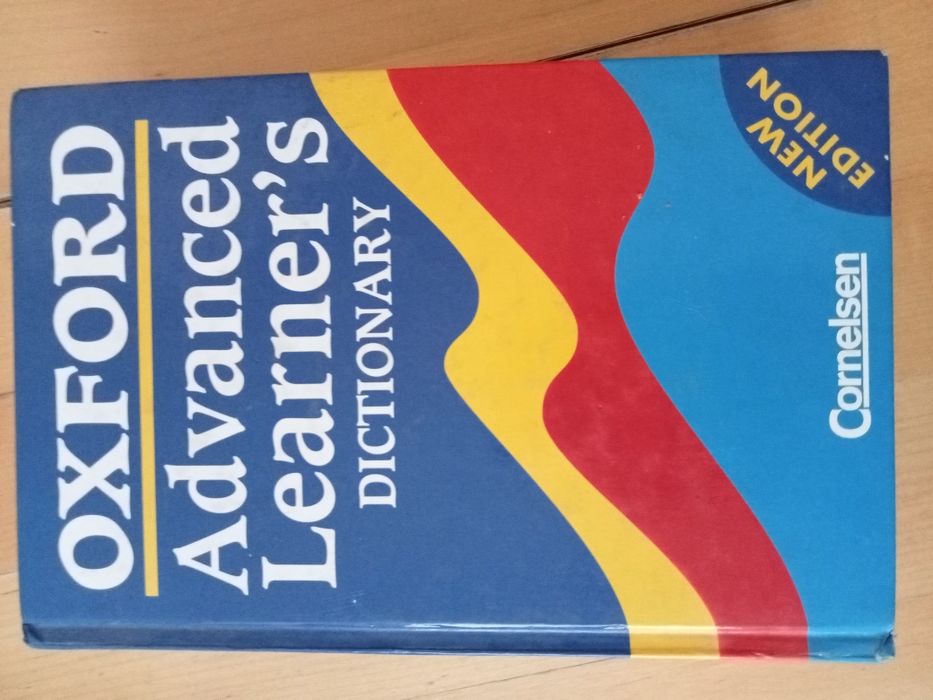 OXFORD
Advanced
Learner's
DICTIONARY
NEW
EDITION
Cornelsen